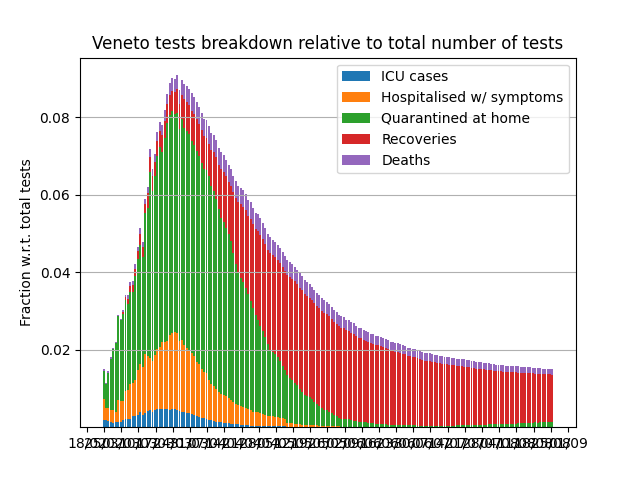 Veneto tests breakdown relative to total number of tests
ICU cases
Hospitalised w/ symptoms
Quarantined at home
Recoveries
Deaths
Fraction w.r.t. total tests
0.08
0.06
0.04
0.02